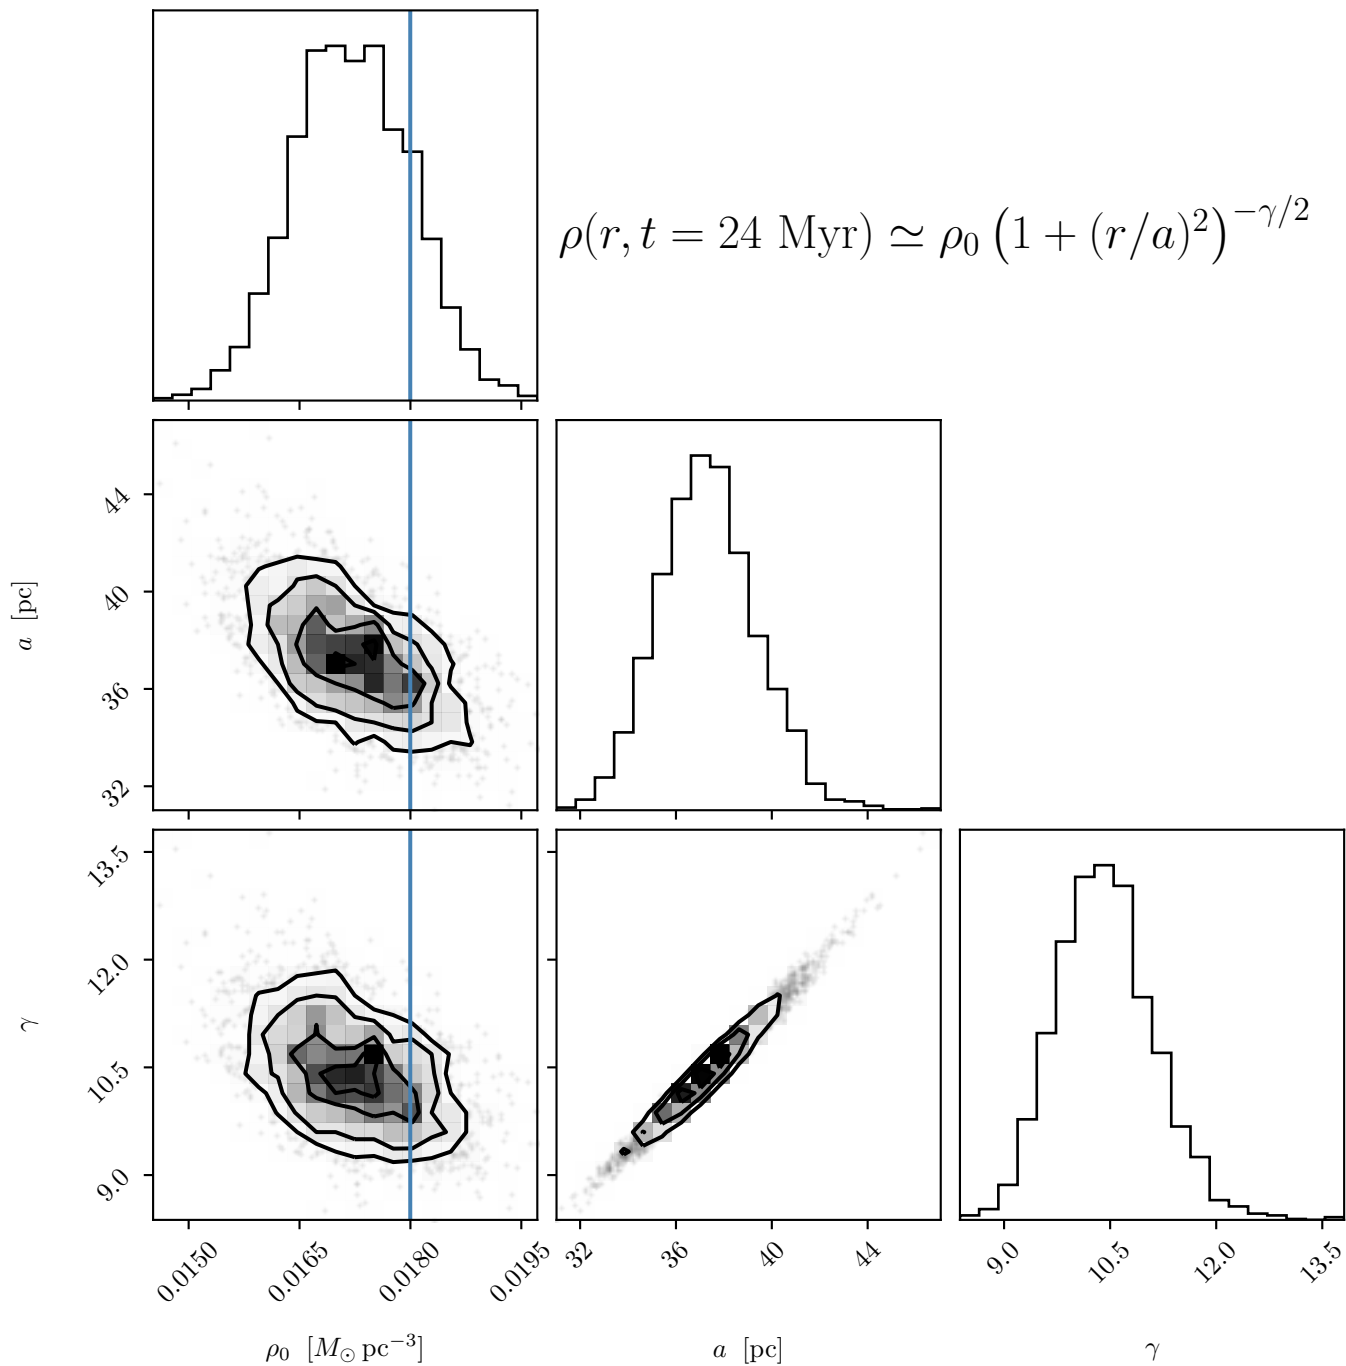 ρ(r, t = 24 Myr) ≃ ρ₀ (1 + (r/a)²)^{−γ/2}
44
40
36
32
a [pc]
13.5
12.0
10.5
9.0
γ
0.0150 0.0165 0.0180 0.0195
32 36 40 44
9.0 10.5 12.0 13.5
ρ₀ [M⊙ pc⁻³]
a [pc]
γ